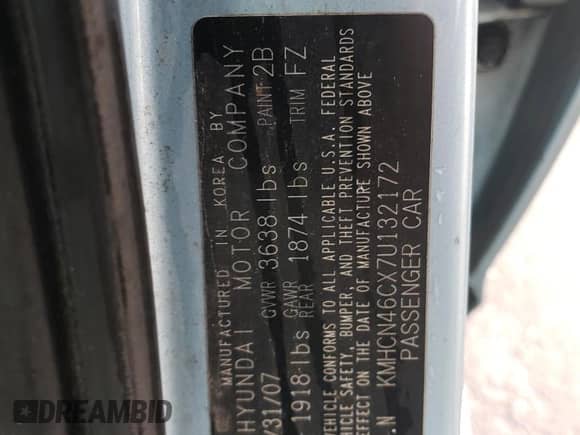 MANUFACTURED IN KOREA BY
HYUNDAI MOTOR COMPANY
/31/07 GVWR 3638 lbs PAINT 2B
1918 lbs GAWR REAR 1874 lbs TRIM FZ
VEHICLE CONFORMS TO ALL APPLICABLE U.S.A. FEDERAL
VEHICLE SAFETY, BUMPER, AND THEFT PREVENTION STANDARDS
EFFECT ON THE DATE OF MANUFACTURE SHOWN ABOVE
.N KMHCN46CX7U132172
PASSENGER CAR
DREAMBID